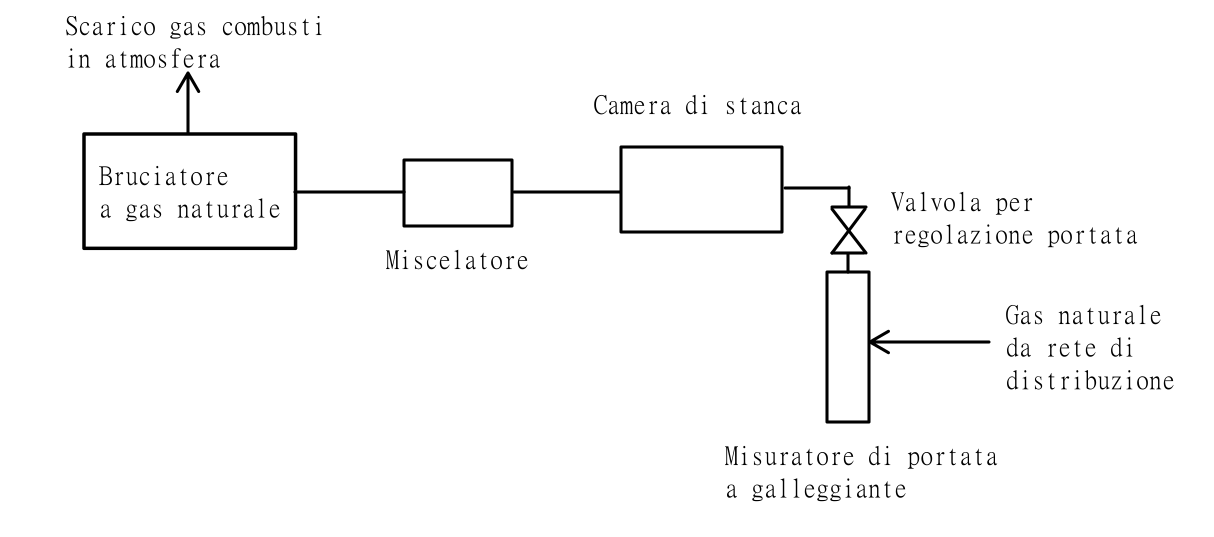 Scarico gas combusti
in atmosfera
Camera di stanca
Bruciatore
a gas naturale
Valvola per
regolazione portata
Miscelatore
Gas naturale
da rete di
distribuzione
Misuratore di portata
a galleggiante